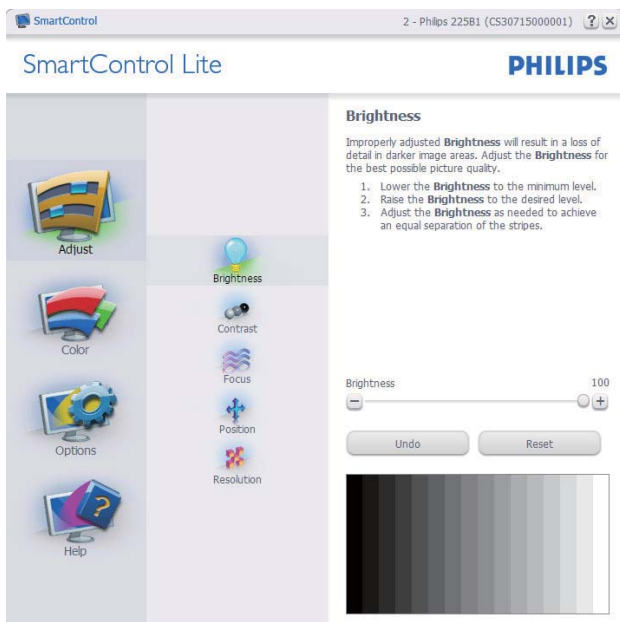 SmartControl
2 - Philips 225B1 (CS30715000001) ? X
SmartControl Lite
PHILIPS
Adjust
Color
Options
?
Help
Brightness
Contrast
Focus
Position
Resolution
Brightness
Improperly adjusted Brightness will result in a loss of
detail in darker image areas. Adjust the Brightness for
the best possible picture quality.
1. Lower the Brightness to the minimum level.
2. Raise the Brightness to the desired level.
3. Adjust the Brightness as needed to achieve
an equal separation of the stripes.
Brightness 100
Undo Reset